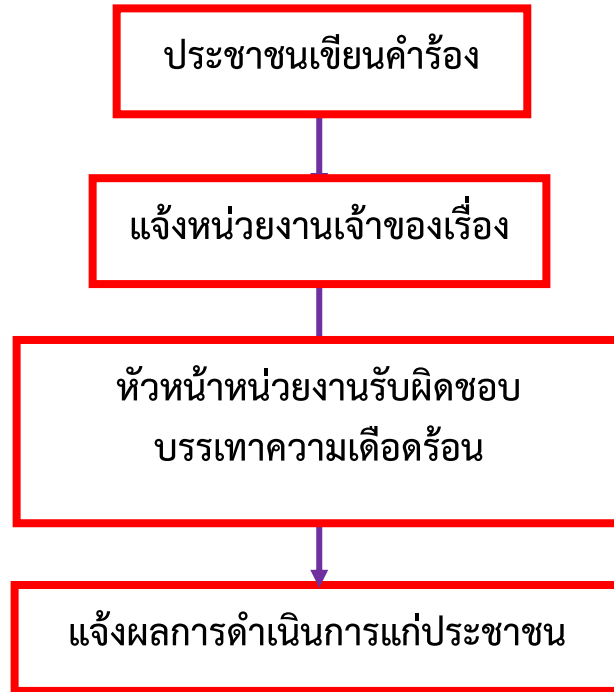 ประชาชนเขียนคำร้อง
แจ้งหน่วยงานเจ้าของเรื่อง
หัวหน้าหน่วยงานรับผิดชอบ
บรรเทาความเดือดร้อน
แจ้งผลการดำเนินการแก่ประชาชน